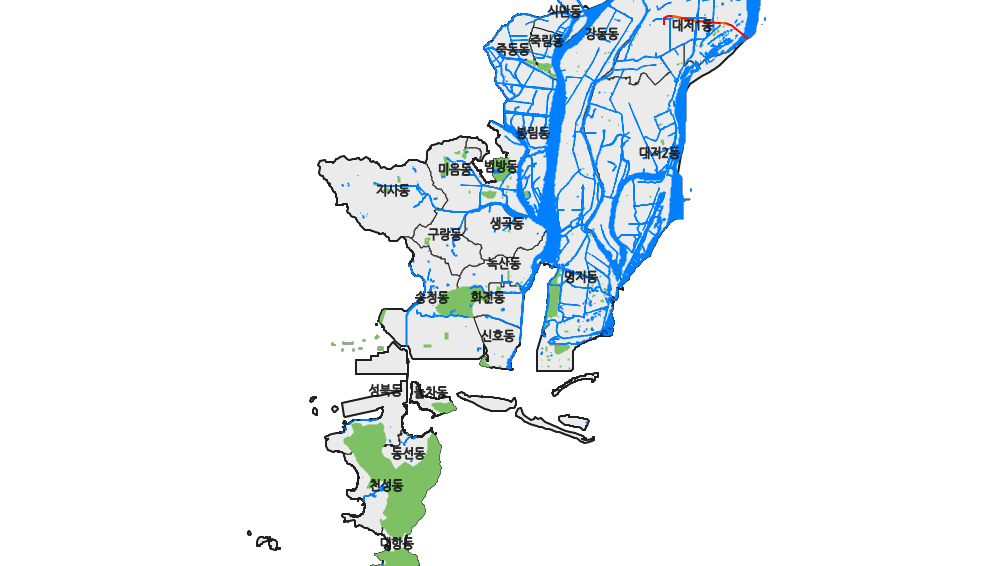 식만동
대저1동
강동동
죽림동
죽동동
봉림동
대저2동
범방동
미음동
지사동
생곡동
구랑동
녹산동
명지동
송정동
화전동
신호동
성북동
눌차동
동선동
천성동
대항동